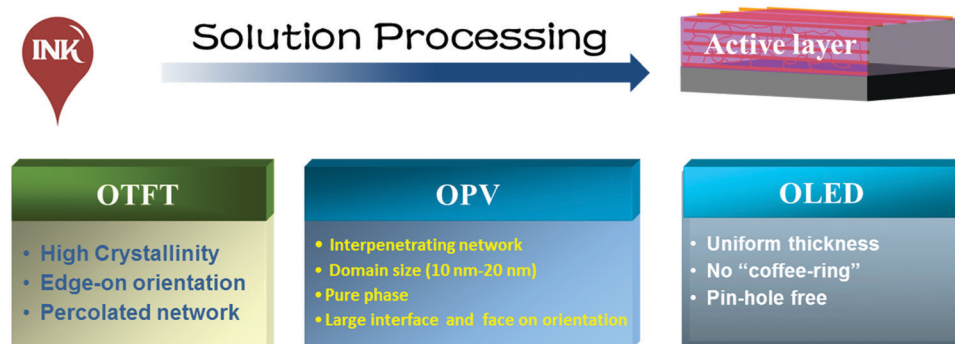 INK
Solution Processing
Active layer
OTFT
• High Crystallinity
• Edge-on orientation
• Percolated network
OPV
• Interpenetrating network
• Domain size (10 nm-20 nm)
• Pure phase
• Large interface and face on orientation
OLED
• Uniform thickness
• No “coffee-ring”
• Pin-hole free